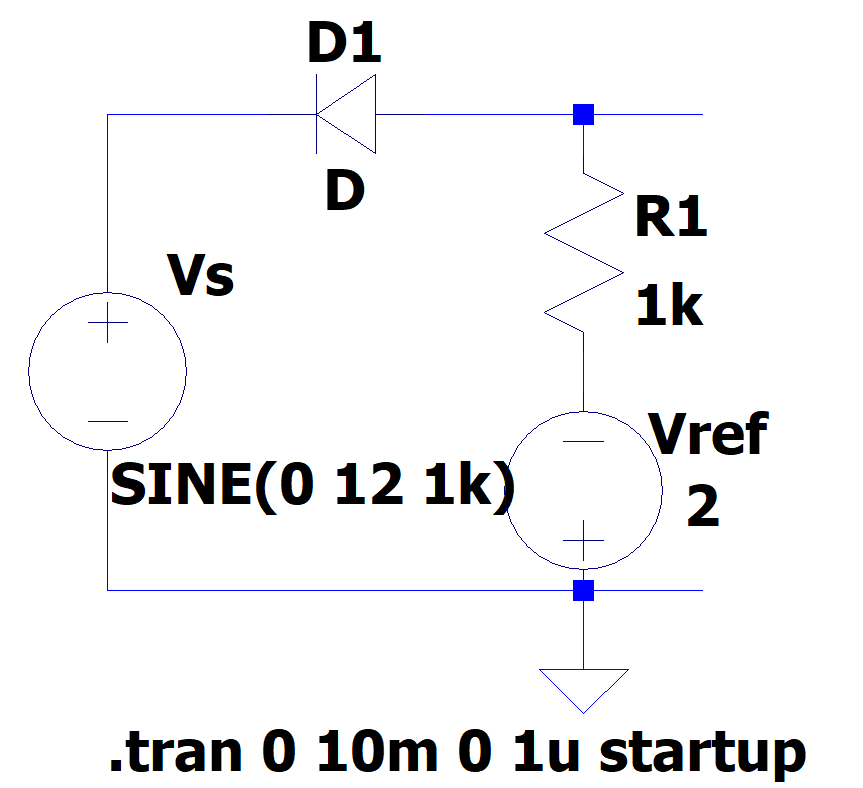 D1
D
Vs
R1
1k
Vref
SINE(0 12 1k)
2
.tran 0 10m 0 1u startup